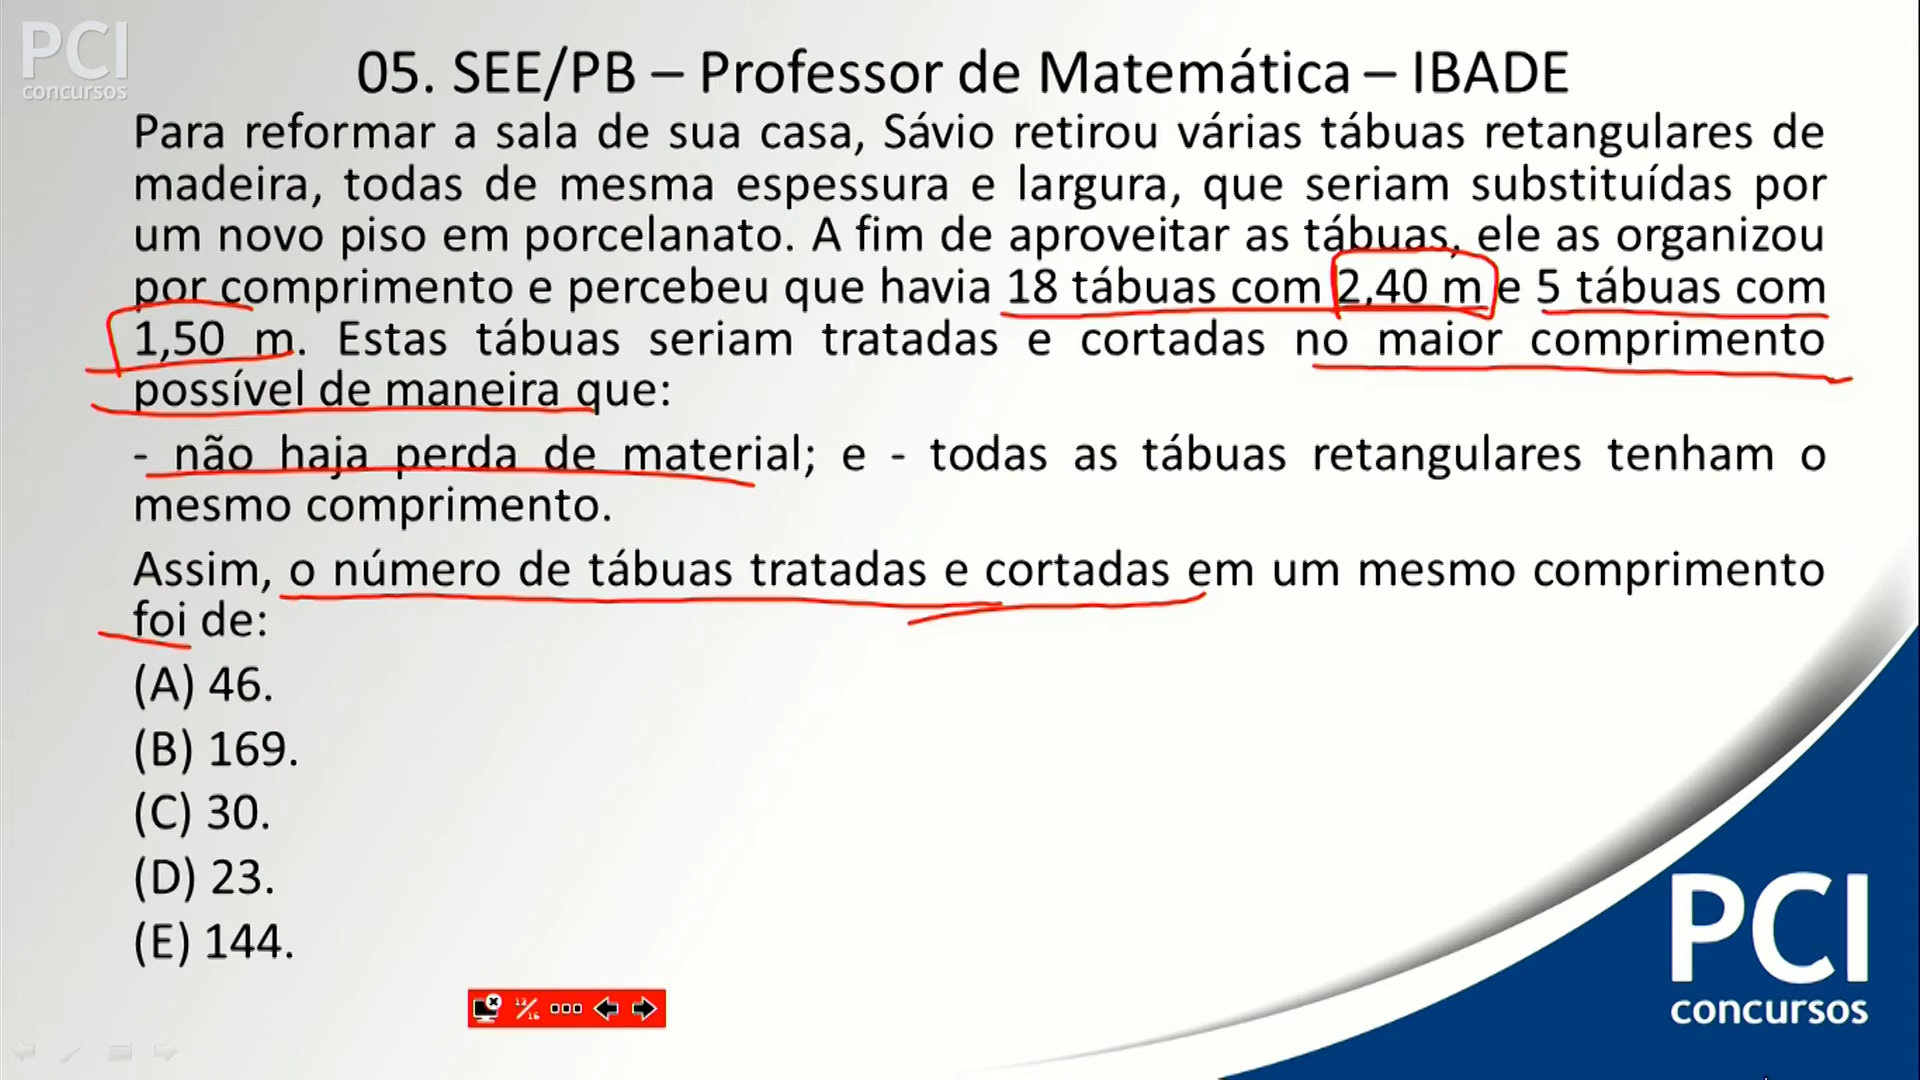 PCI
concursos
05. SEE/PB – Professor de Matemática – IBADE
Para reformar a sala de sua casa, Sávio retirou várias tábuas retangulares de
madeira, todas de mesma espessura e largura, que seriam substituídas por
um novo piso em porcelanato. A fim de aproveitar as tábuas, ele as organizou
por comprimento e percebeu que havia 18 tábuas com 2,40 m e 5 tábuas com
1,50 m. Estas tábuas seriam tratadas e cortadas no maior comprimento
possível de maneira que:
- não haja perda de material; e - todas as tábuas retangulares tenham o
mesmo comprimento.
Assim, o número de tábuas tratadas e cortadas em um mesmo comprimento
foi de:
(A) 46.
(B) 169.
(C) 30.
(D) 23.
(E) 144.
PCI
concursos